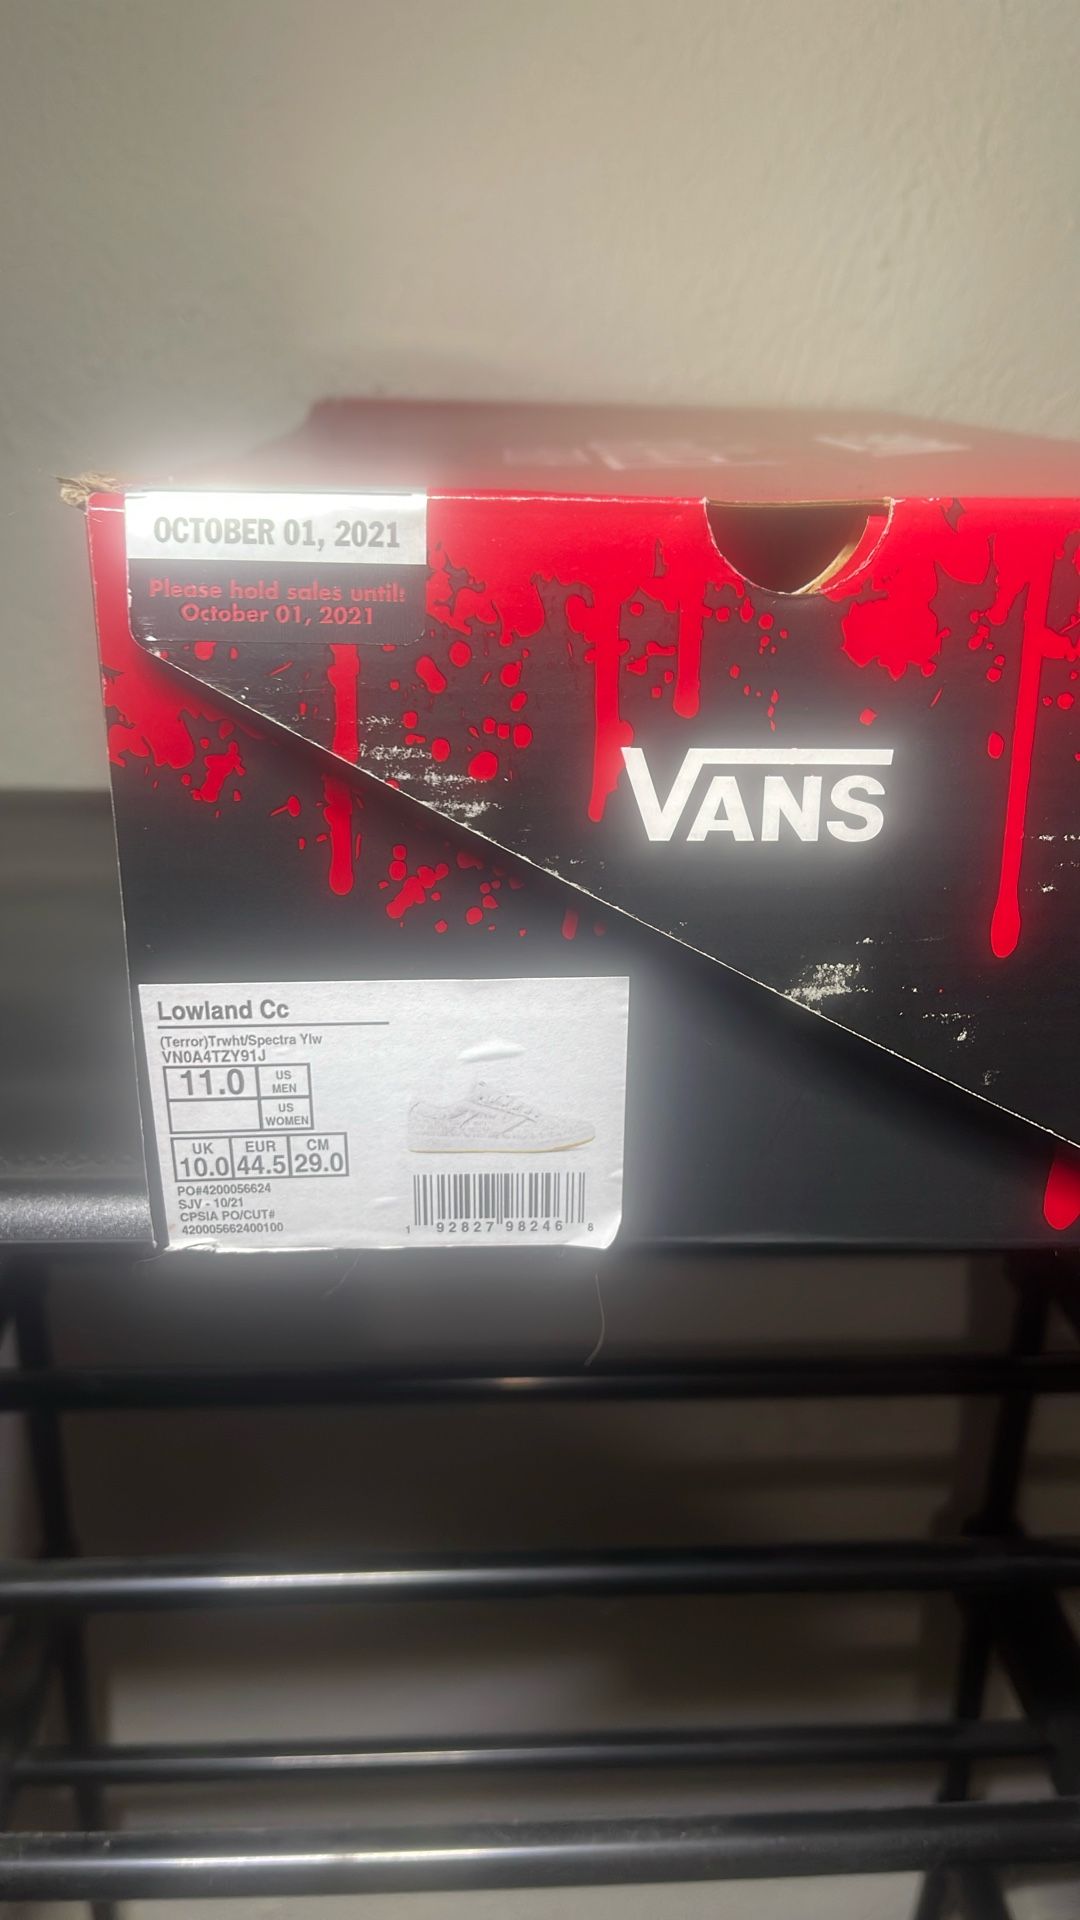 OCTOBER 01, 2021
Please hold sales until:
October 01, 2021
VANS
Lowland Cc
(Terror)Trwht/Spectra Ylw
VN0A4TZY91J
11.0 US MEN
US WOMEN
UK EUR CM
10.0 44.5 29.0
PO#4200056624
SJV - 10/21
CPSIA PO/CUT#
420005662400100
1 92827 98246 8